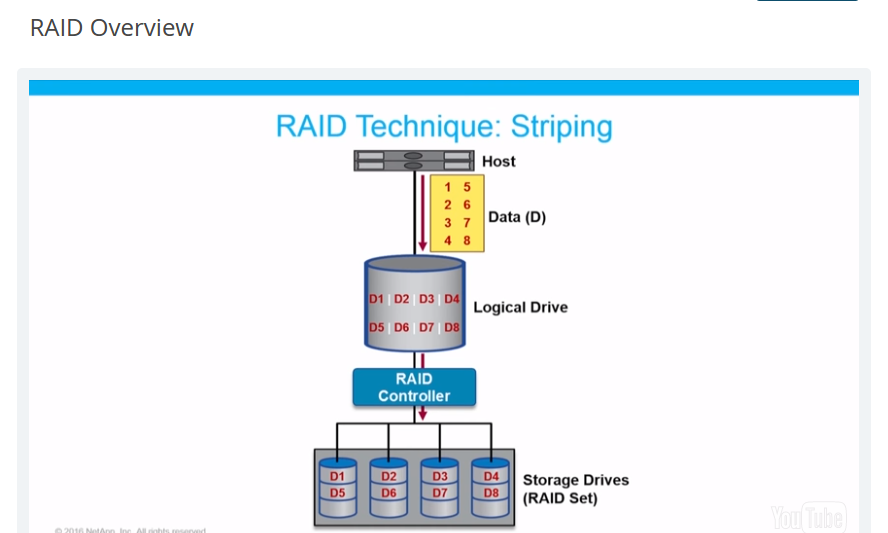 RAID Overview
RAID Technique: Striping
Host
1 5
2 6
3 7
4 8
Data (D)
D1 | D2 | D3 | D4
D5 | D6 | D7 | D8
Logical Drive
RAID
Controller
D1 D2 D3 D4
D5 D6 D7 D8
Storage Drives
(RAID Set)
YouTube
© 2016 NetApp, Inc. All rights reserved.